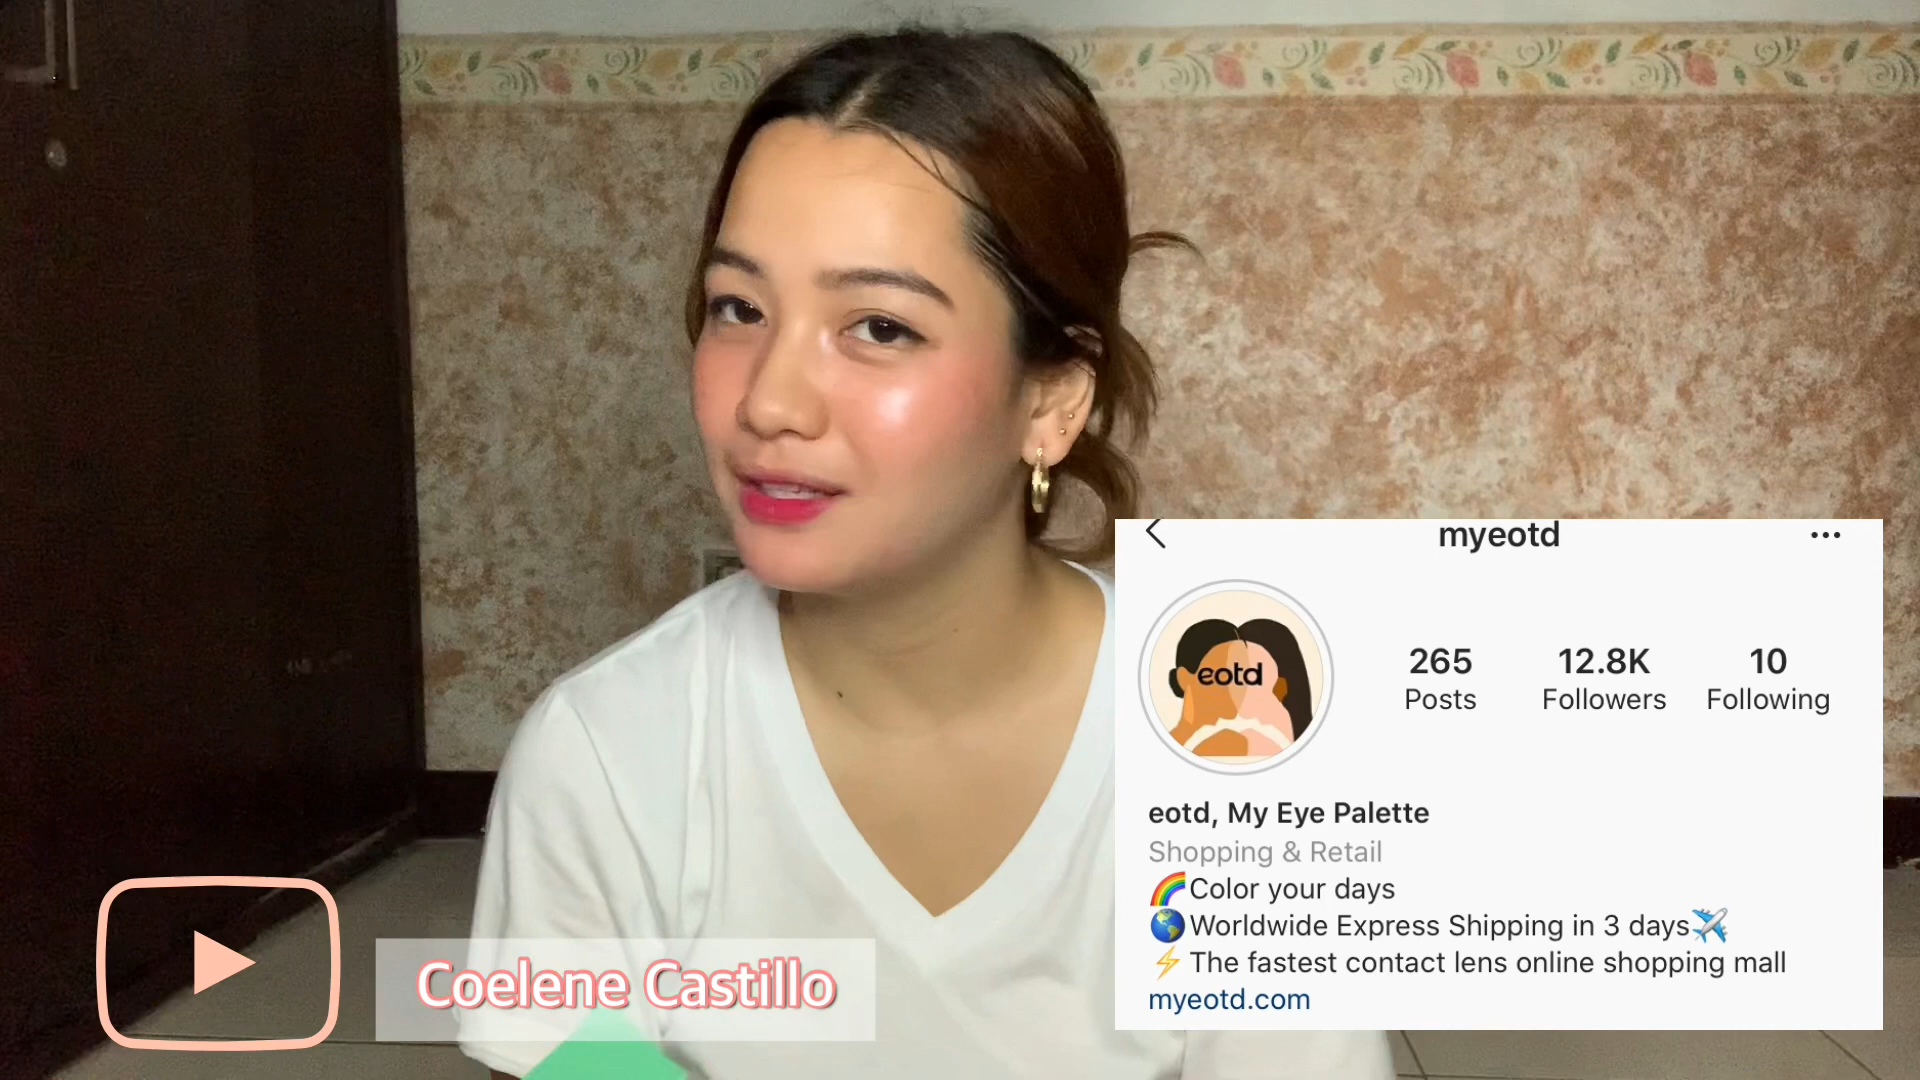 myeotd
eotd
265
12.8K
10
Posts
Followers
Following
eotd, My Eye Palette
Shopping & Retail
🌈Color your days
🌎Worldwide Express Shipping in 3 days✈️
⚡The fastest contact lens online shopping mall
myeotd.com
Coelene Castillo